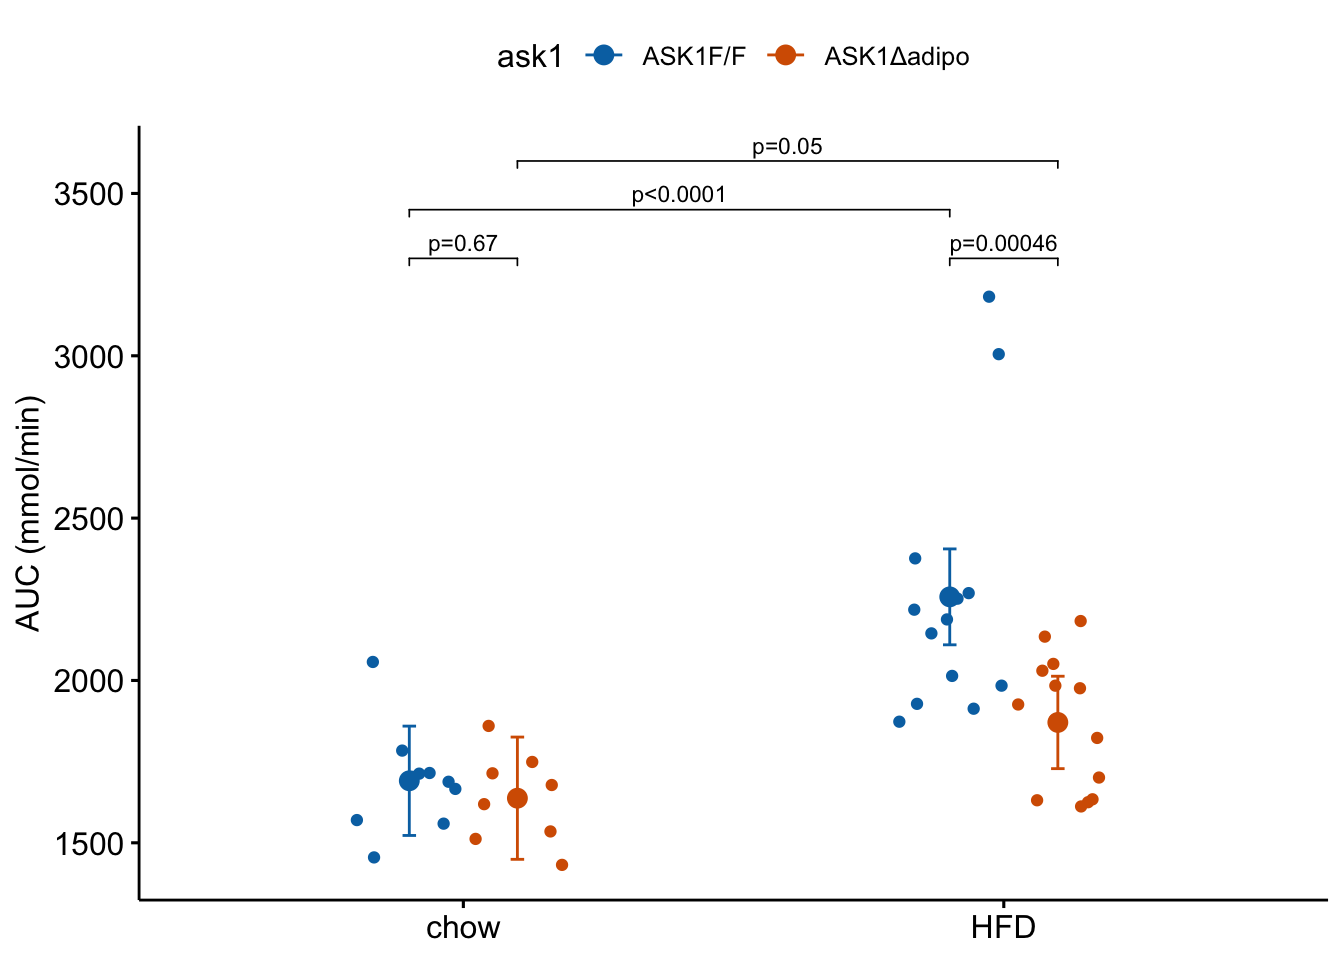 ask1 ASK1F/F ASK1Δadipo
p=0.05
p<0.0001
p=0.67 p=0.00046
3500
3000
2500
2000
1500
AUC (mmol/min)
chow HFD